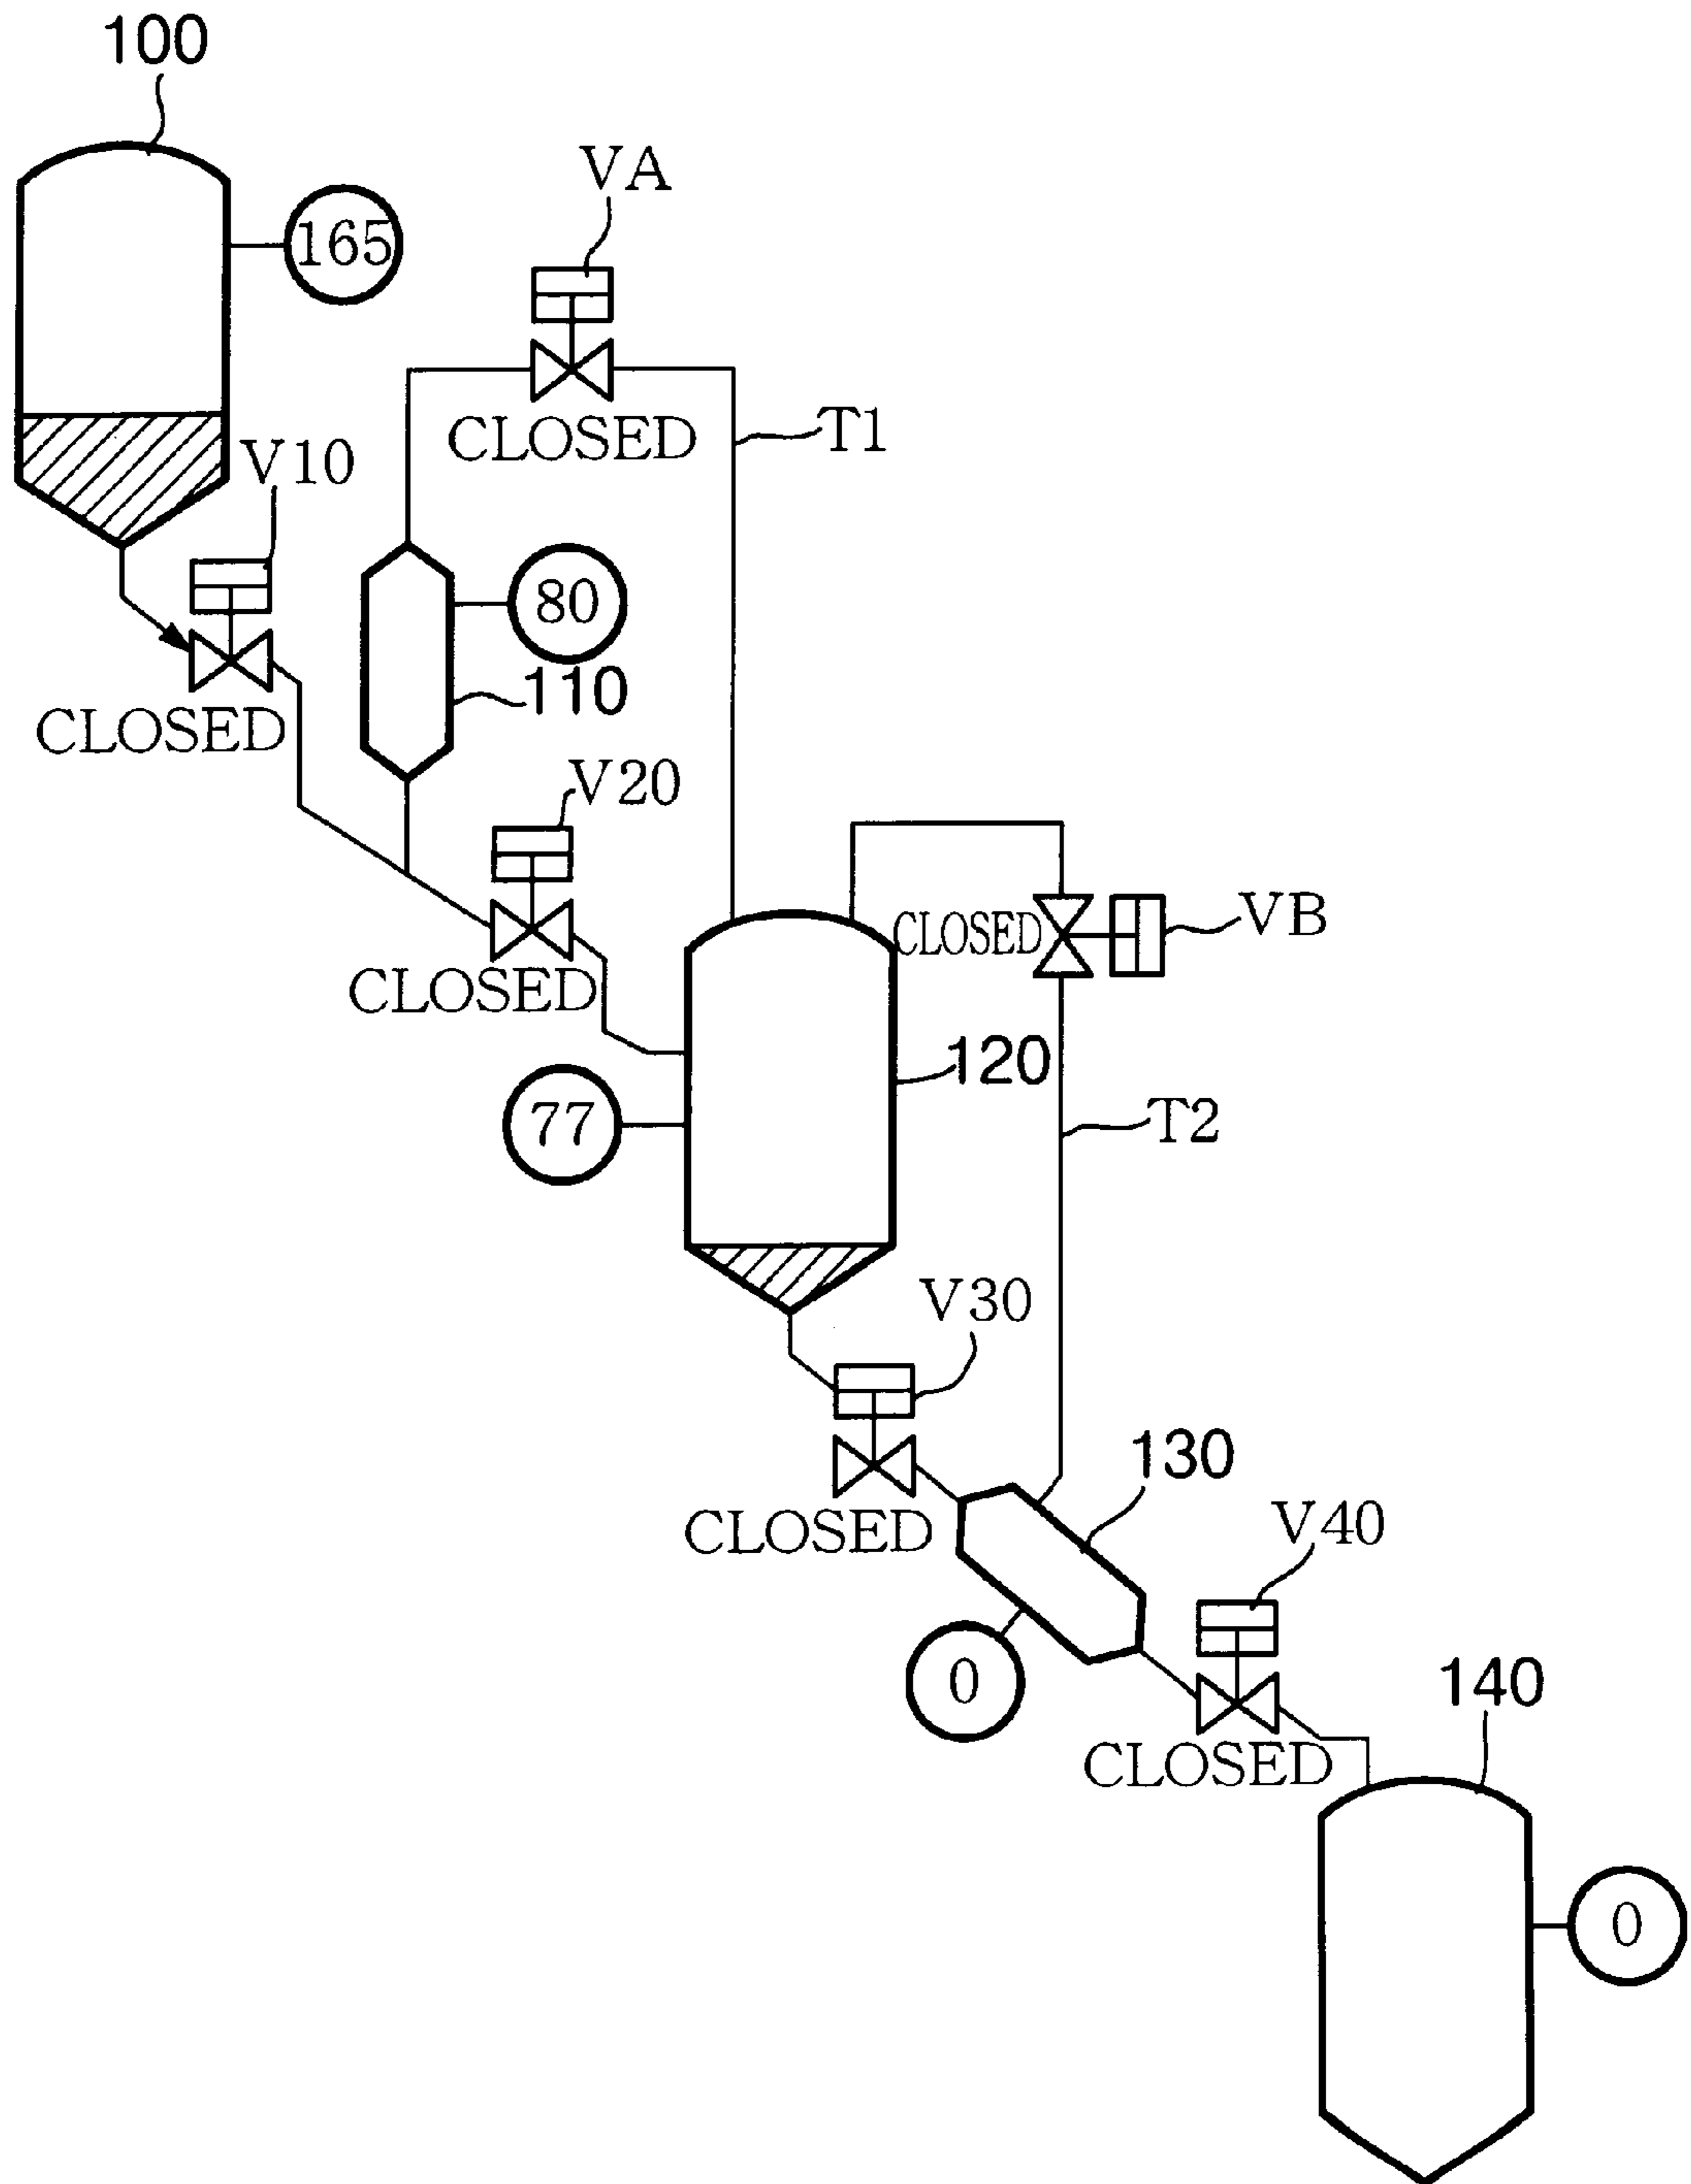 100
VA
165
CLOSED
T1
V10
80
110
CLOSED
V20
CLOSED
VB
CLOSED
120
77
T2
V30
130
CLOSED
V40
0
140
CLOSED
0